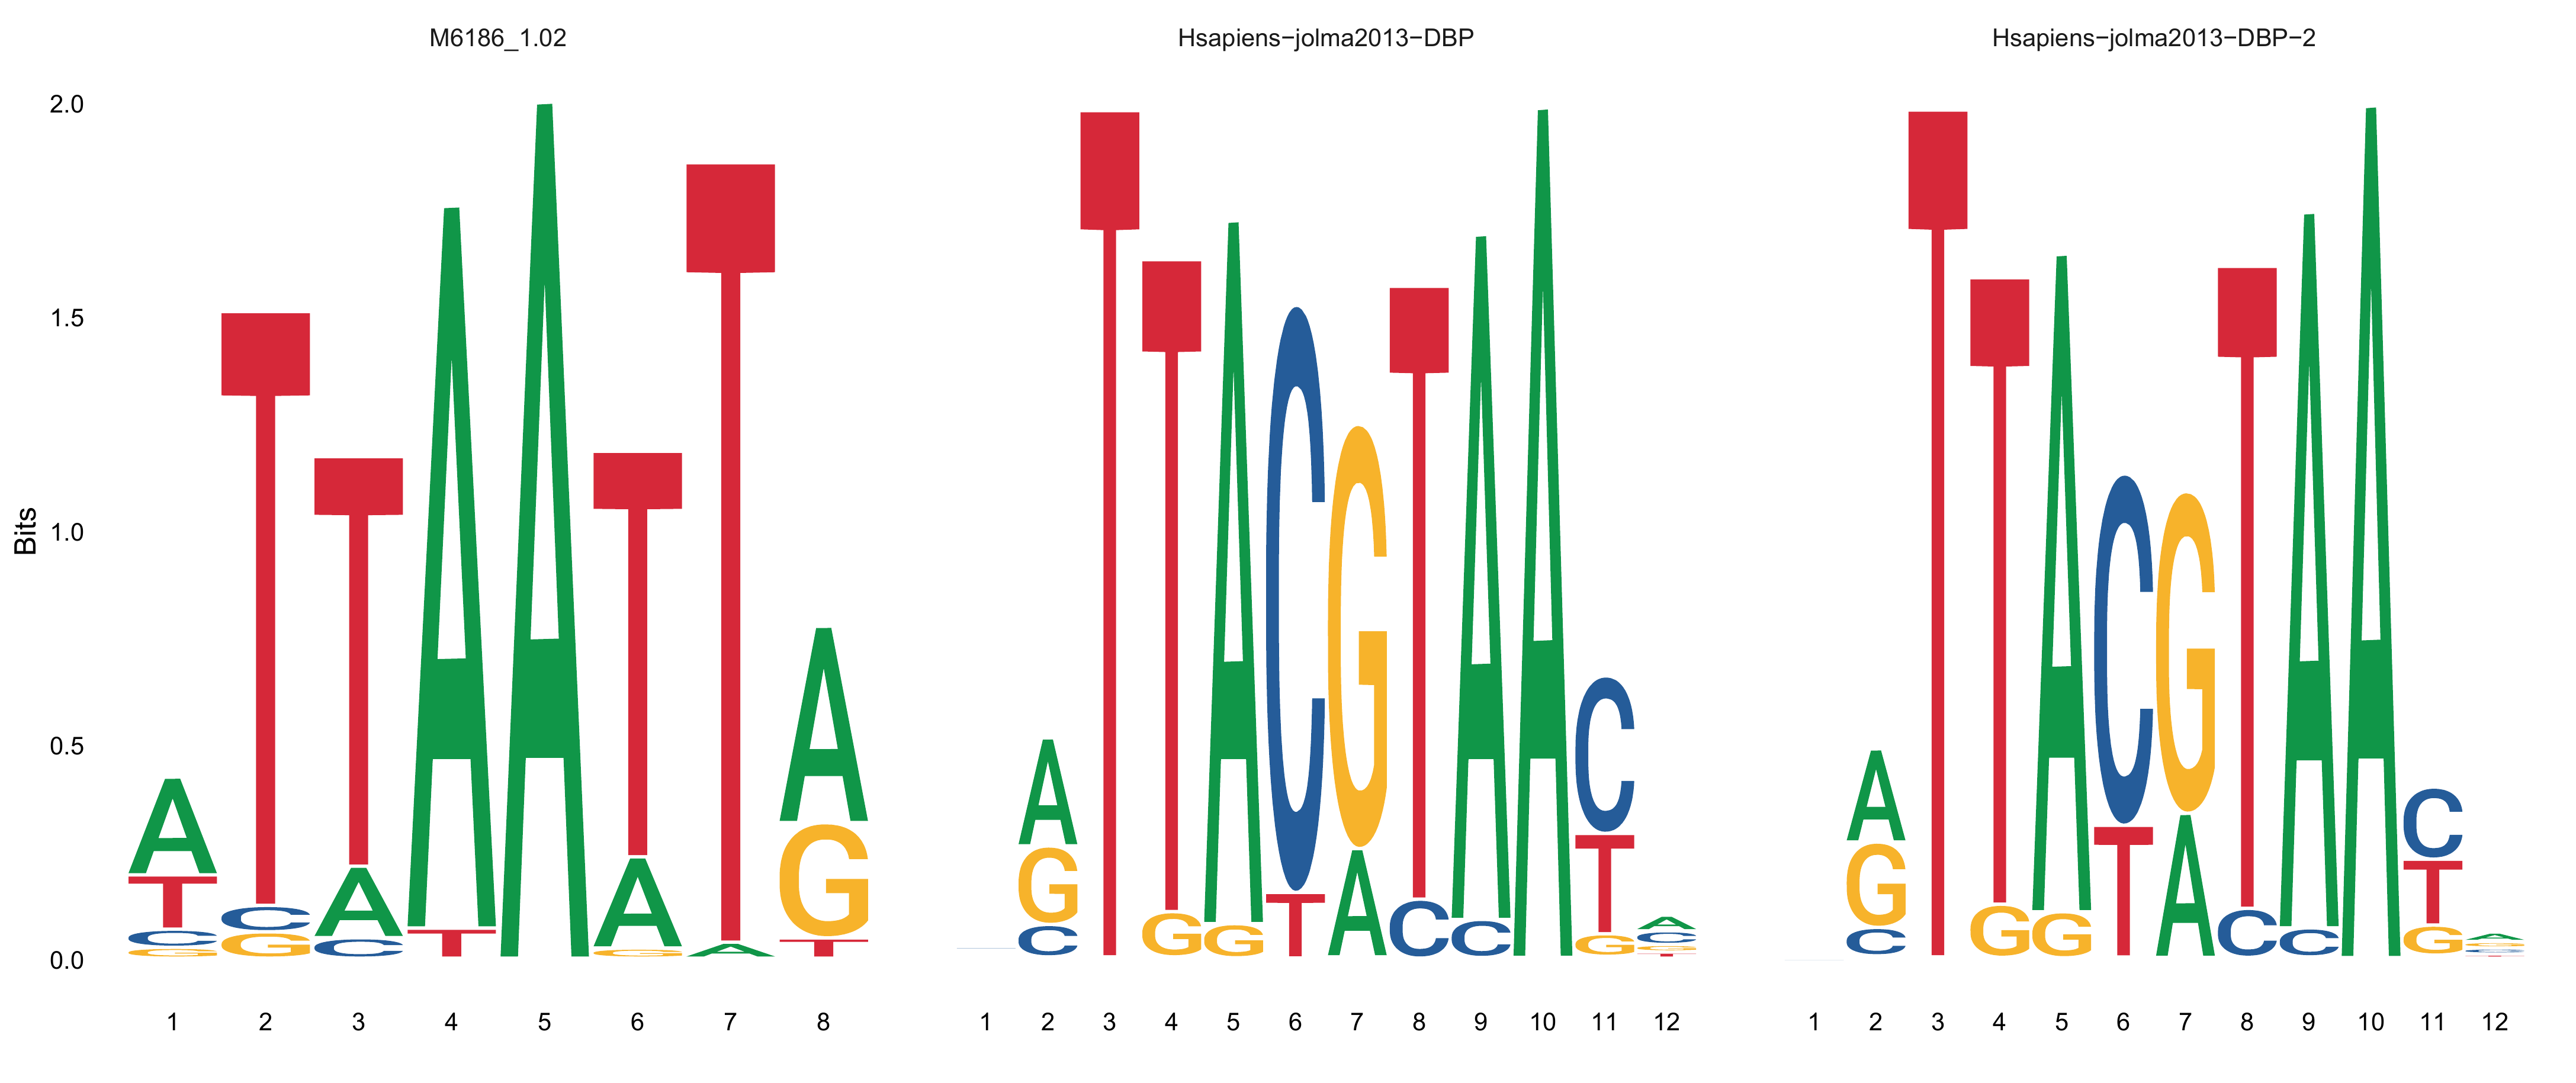 M6186_1.02
Hsapiens−jolma2013−DBP
Hsapiens−jolma2013−DBP−2
Bits
2.0
1.5
1.0
0.5
0.0
A T C G
T C G
T A C
A T
A
T A G
T A
A G T
A G C
T
T G
A G
C T
G A
T C
A C
A
C T G
A C G T
A G C
T
T G
A G
C T
G A
T C
A C
A
C T G
A G C T
1 2 3 4 5 6 7 8
1 2 3 4 5 6 7 8 9 10 11 12
1 2 3 4 5 6 7 8 9 10 11 12